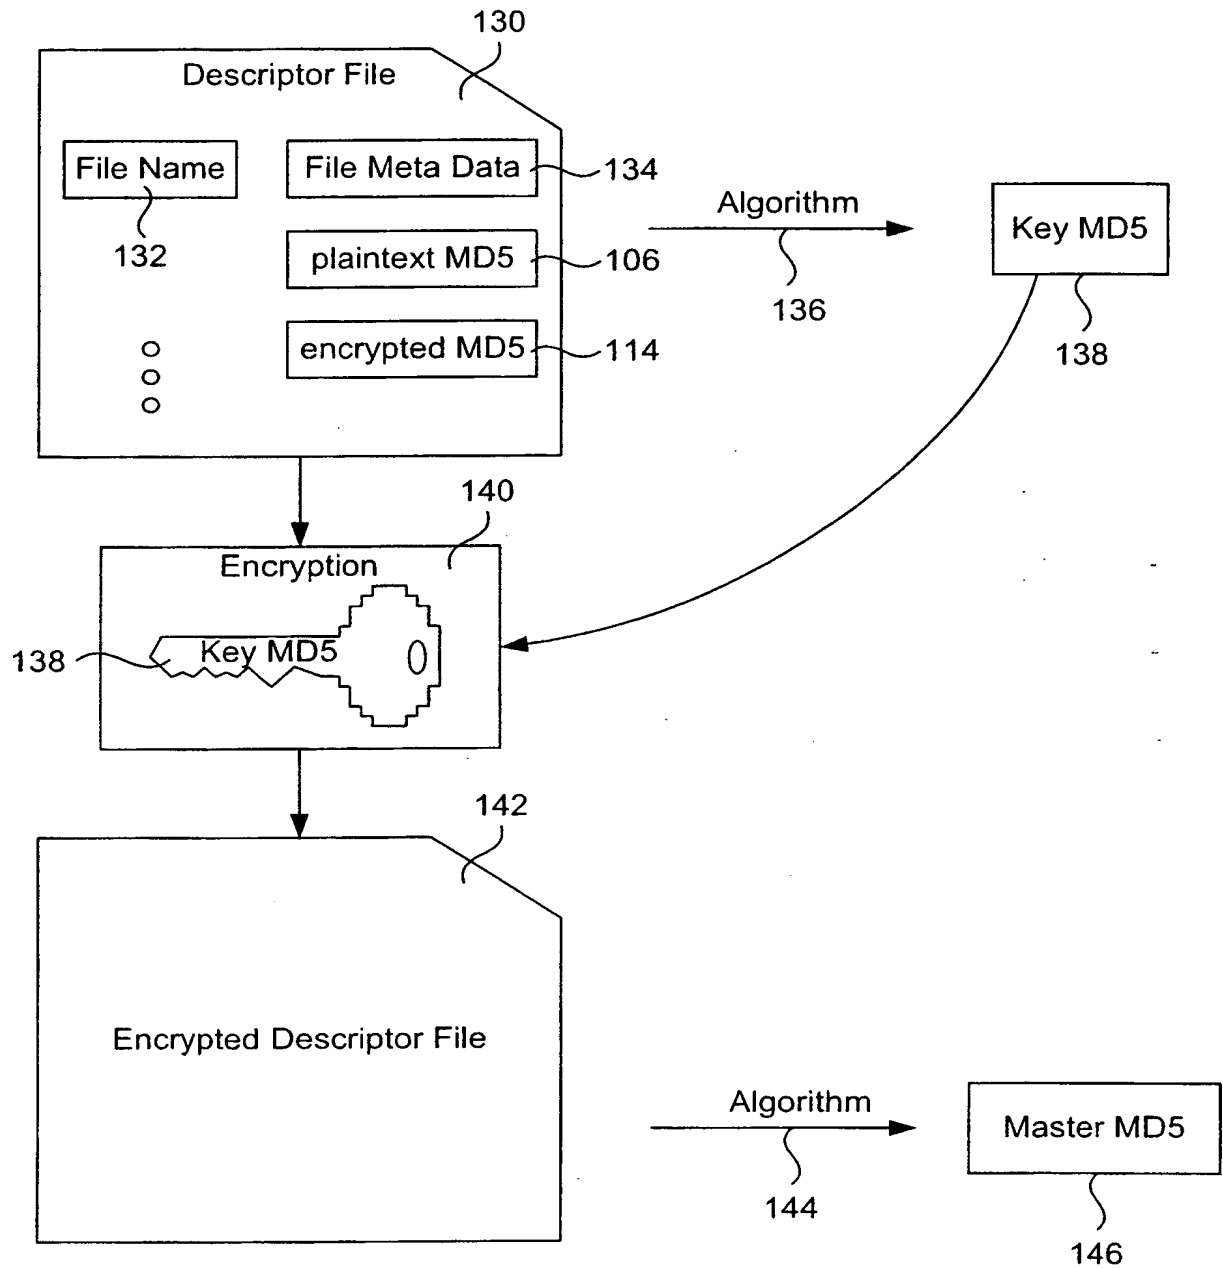 130
Descriptor File
File Name
File Meta Data
134
132
plaintext MD5
106
encrypted MD5
114
Algorithm
136
Key MD5
138
140
Encryption
Key MD5
138
142
Encrypted Descriptor File
Algorithm
144
Master MD5
146